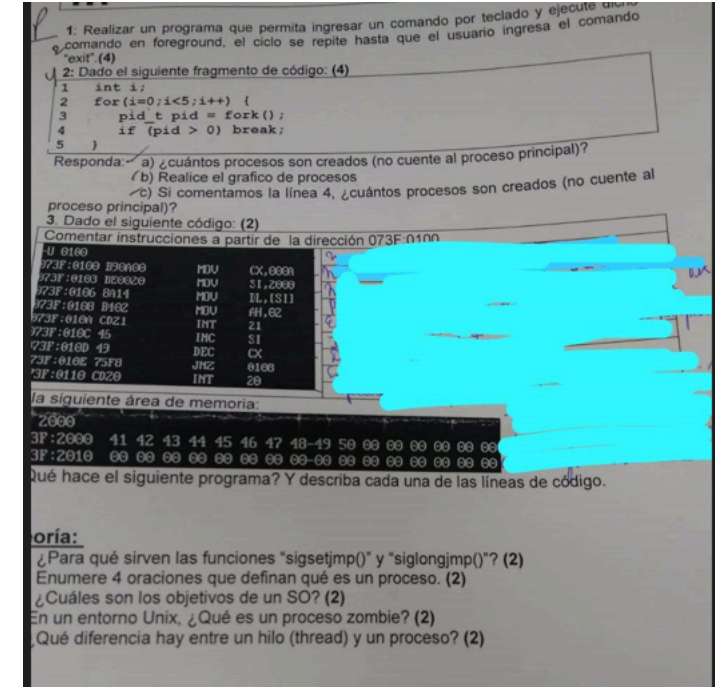 1: Realizar un programa que permita ingresar un comando por teclado y ejecute
comando en foreground, el ciclo se repite hasta que el usuario ingresa el comando
"exit".(4)
2: Dado el siguiente fragmento de código: (4)
1 int i;
2 for(i=0;i<5;i++) {
3 pid_t pid = fork();
4 if (pid > 0) break;
5 }
Responda: a) ¿cuántos procesos son creados (no cuente al proceso principal)?
b) Realice el grafico de procesos
c) Si comentamos la línea 4, ¿cuántos procesos son creados (no cuente al
proceso principal)?
3. Dado el siguiente código: (2)
Comentar instrucciones a partir de la dirección 073F:0100
-U 0100
073F:0100 B90A00 MOV CX,000A
073F:0103 BE0020 MOV SI,2000
073F:0106 8A14 MOV DL,[SI]
073F:0108 B402 MOV AH,02
073F:010A CD21 INT 21
073F:010C 46 INC SI
73F:010D 49 DEC CX
73F:010E 75F8 JNZ 0108
3F:0110 CD20 INT 20
la siguiente área de memoria:
2000
3F:2000 41 42 43 44 45 46 47 48-49 50 00 00 00 00 00 00
3F:2010 00 00 00 00 00 00 00 00-00 00 00 00 00 00 00 00
Qué hace el siguiente programa? Y describa cada una de las líneas de código.
oría:
¿Para qué sirven las funciones "sigsetjmp()" y "siglongjmp()"? (2)
Enumere 4 oraciones que definan qué es un proceso. (2)
¿Cuáles son los objetivos de un SO? (2)
En un entorno Unix, ¿Qué es un proceso zombie? (2)
Qué diferencia hay entre un hilo (thread) y un proceso? (2)